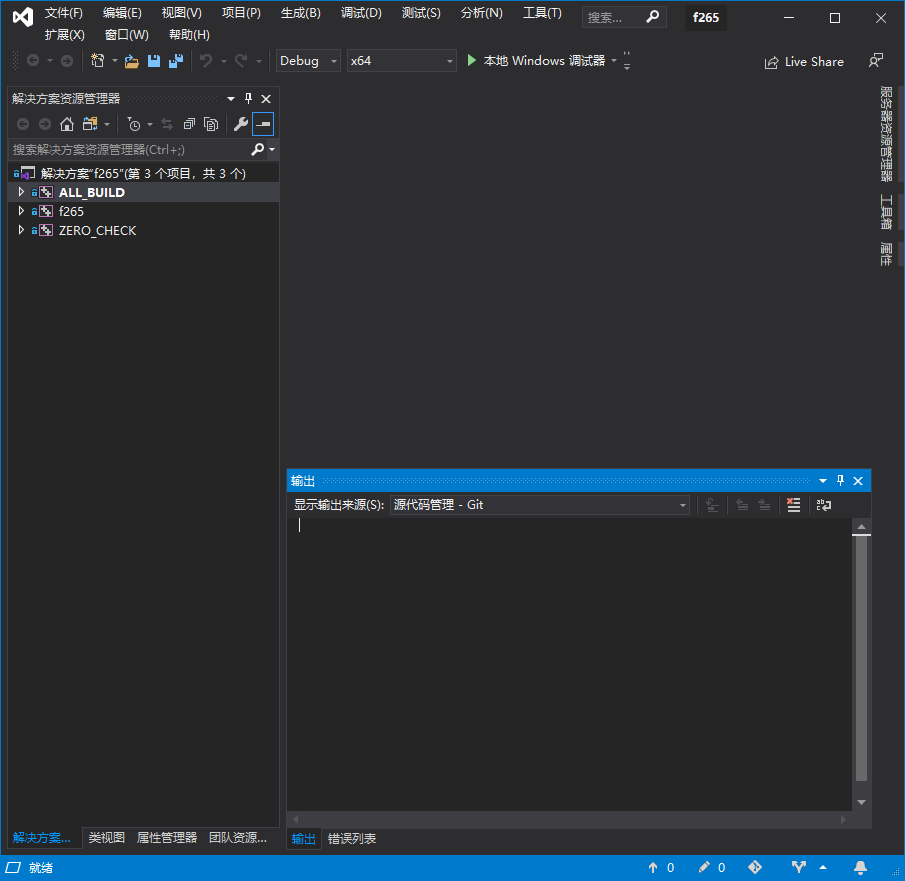 文件(F) 编辑(E) 视图(V) 项目(P) 生成(B) 调试(D) 测试(S) 分析(N) 工具(T) 搜索... f265
扩展(X) 窗口(W) 帮助(H)
Debug x64 本地 Windows 调试器 Live Share
解决方案资源管理器
搜索解决方案资源管理器(Ctrl+;)
解决方案"f265"(第 3 个项目，共 3 个)
ALL_BUILD
f265
ZERO_CHECK
服务器资源管理器
工具箱
属性
输出
显示输出来源(S): 源代码管理 - Git
解决方案... 类视图 属性管理器 团队资源...
输出 错误列表
就绪 0 0